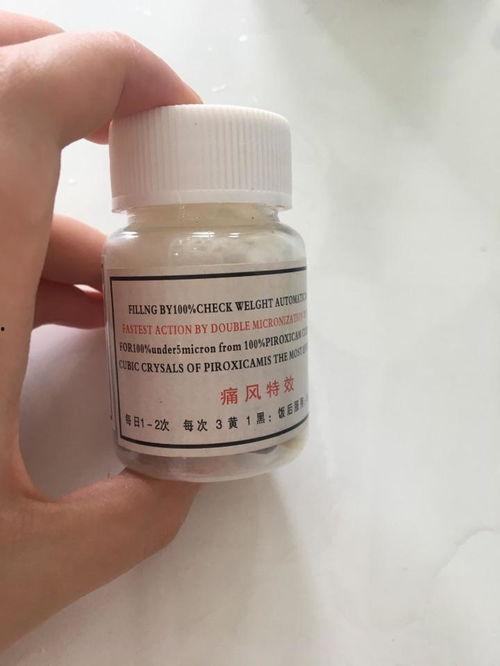 FILLNG BY100%CHECK WELGHT AUTOMATIC
FASTEST ACTION BY DOUBLE MICRONIZATION
FOR100%under5micron from 100%PIROXICAM
CUBIC CRYSALS OF PIROXICAMIS THE MOST
痛风特效
每日1-2次 每次 3 黄 1 黑: 饭后服